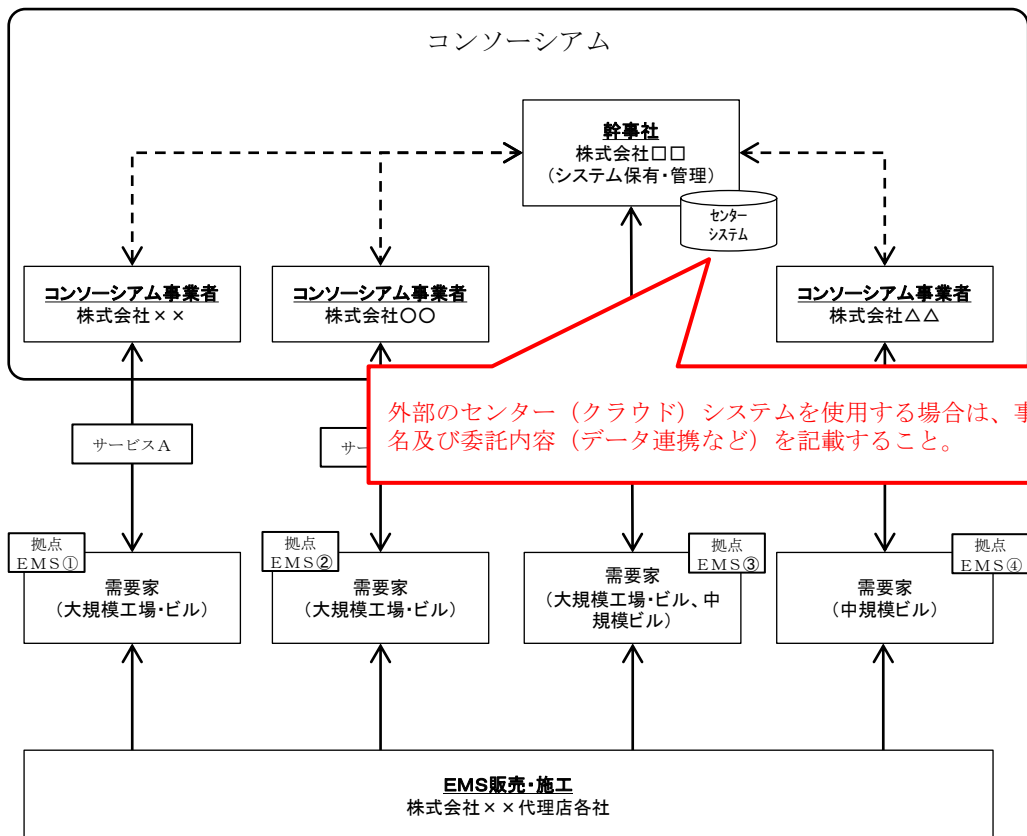 コンソーシアム
幹事社
株式会社□□
（システム保有・管理）
センター
システム
コンソーシアム事業者
株式会社××
コンソーシアム事業者
株式会社〇〇
コンソーシアム事業者
株式会社△△
外部のセンター（クラウド）システムを使用する場合は、事
名及び委託内容（データ連携など）を記載すること。
サービスA
サー
拠点
EMS①
需要家
（大規模工場・ビル）
拠点
EMS②
需要家
（大規模工場・ビル）
拠点
EMS③
需要家
（大規模工場・ビル、中
規模ビル）
拠点
EMS④
需要家
（中規模ビル）
EMS販売・施工
株式会社××代理店各社